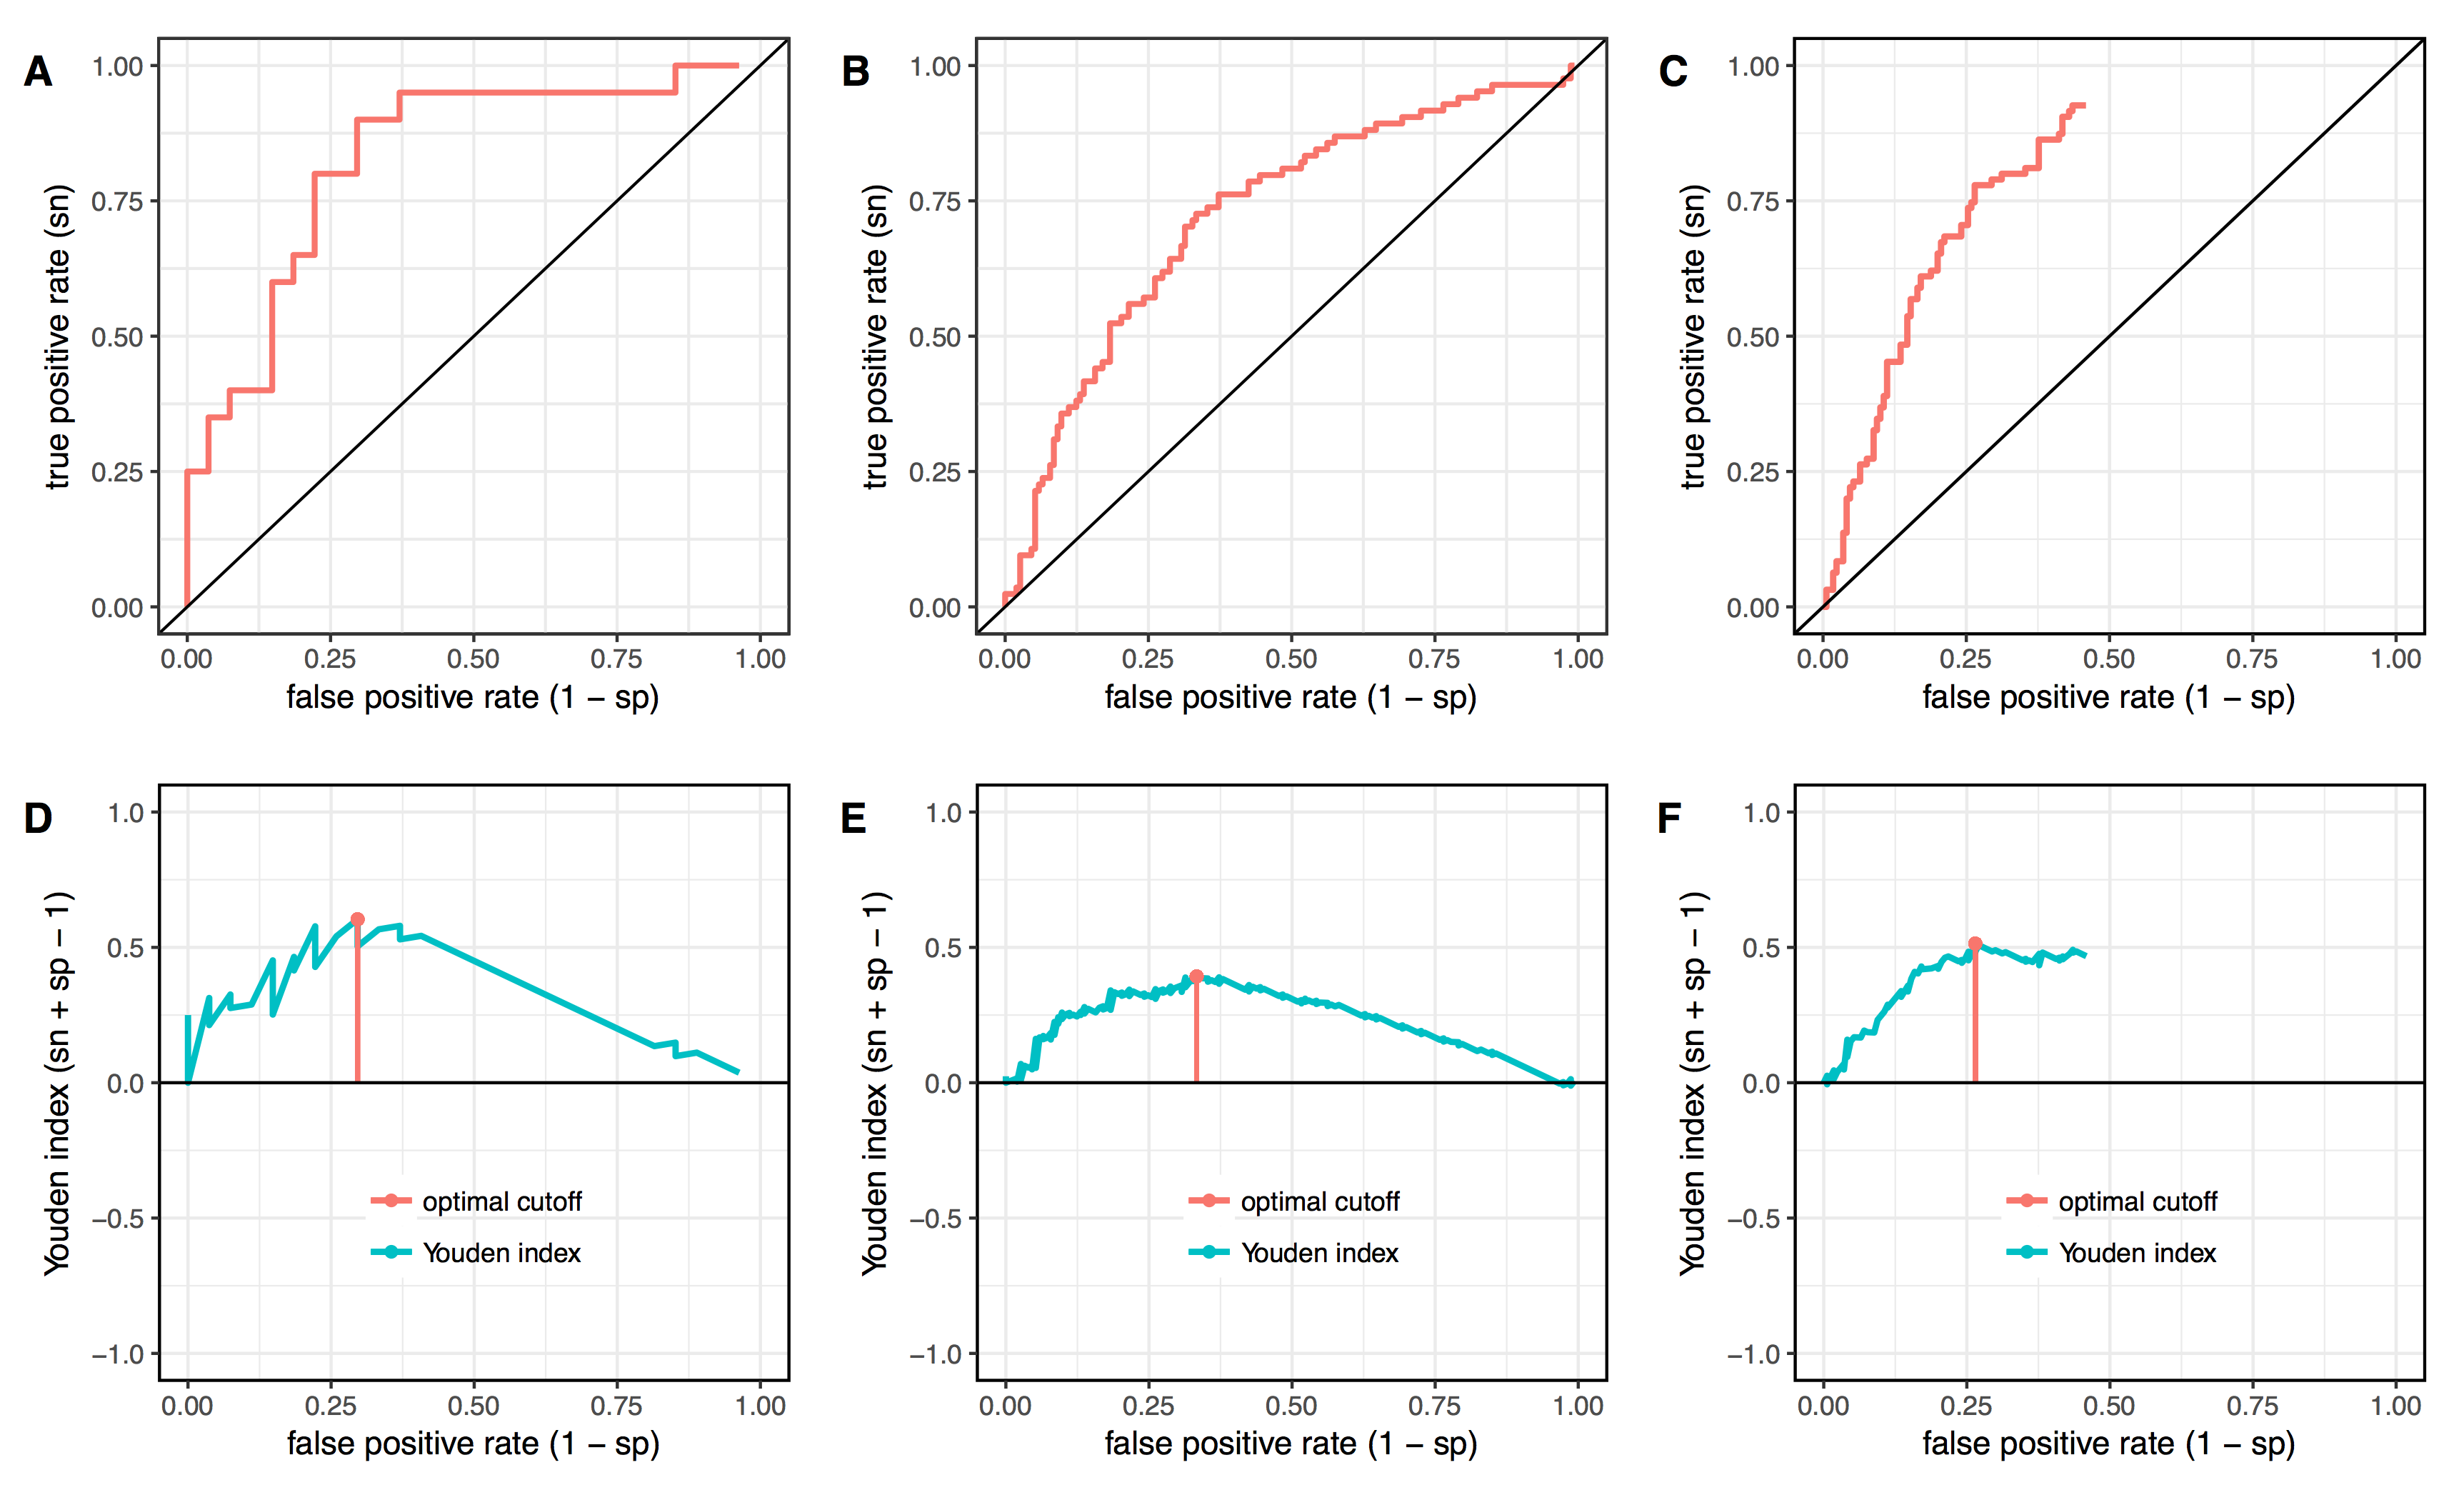 A
true positive rate (sn)
1.00
0.75
0.50
0.25
0.00
0.00 0.25 0.50 0.75 1.00
false positive rate (1 − sp)
B
true positive rate (sn)
1.00
0.75
0.50
0.25
0.00
0.00 0.25 0.50 0.75 1.00
false positive rate (1 − sp)
C
true positive rate (sn)
1.00
0.75
0.50
0.25
0.00
0.00 0.25 0.50 0.75 1.00
false positive rate (1 − sp)
D
Youden index (sn + sp − 1)
1.0
0.5
0.0
−0.5
−1.0
optimal cutoff
Youden index
0.00 0.25 0.50 0.75 1.00
false positive rate (1 − sp)
E
Youden index (sn + sp − 1)
1.0
0.5
0.0
−0.5
−1.0
optimal cutoff
Youden index
0.00 0.25 0.50 0.75 1.00
false positive rate (1 − sp)
F
Youden index (sn + sp − 1)
1.0
0.5
0.0
−0.5
−1.0
optimal cutoff
Youden index
0.00 0.25 0.50 0.75 1.00
false positive rate (1 − sp)